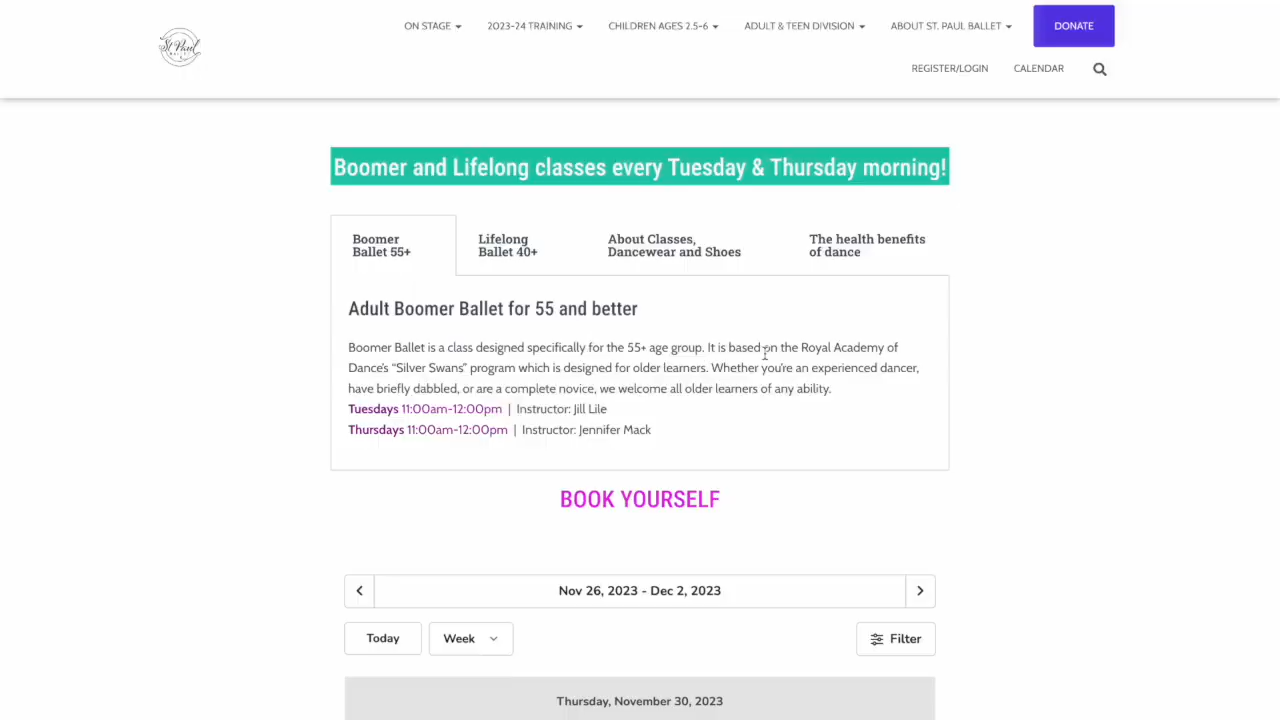 ON STAGE
2023-24 TRAINING
CHILDREN AGES 2.5-6
ADULT & TEEN DIVISION
ABOUT ST. PAUL BALLET
DONATE
St Paul
REGISTER/LOGIN
CALENDAR
Boomer and Lifelong classes every Tuesday & Thursday morning!
Boomer
Ballet 55+
Lifelong
Ballet 40+
About Classes,
Dancewear and Shoes
The health benefits
of dance
Adult Boomer Ballet for 55 and better
Boomer Ballet is a class designed specifically for the 55+ age group. It is based on the Royal Academy of
Dance's “Silver Swans” program which is designed for older learners. Whether you're an experienced dancer,
have briefly dabbled, or are a complete novice, we welcome all older learners of any ability.
Tuesdays 11:00am-12:00pm | Instructor: Jill Lile
Thursdays 11:00am-12:00pm | Instructor: Jennifer Mack
BOOK YOURSELF
Nov 26, 2023 - Dec 2, 2023
Today
Week
Filter
Thursday, November 30, 2023